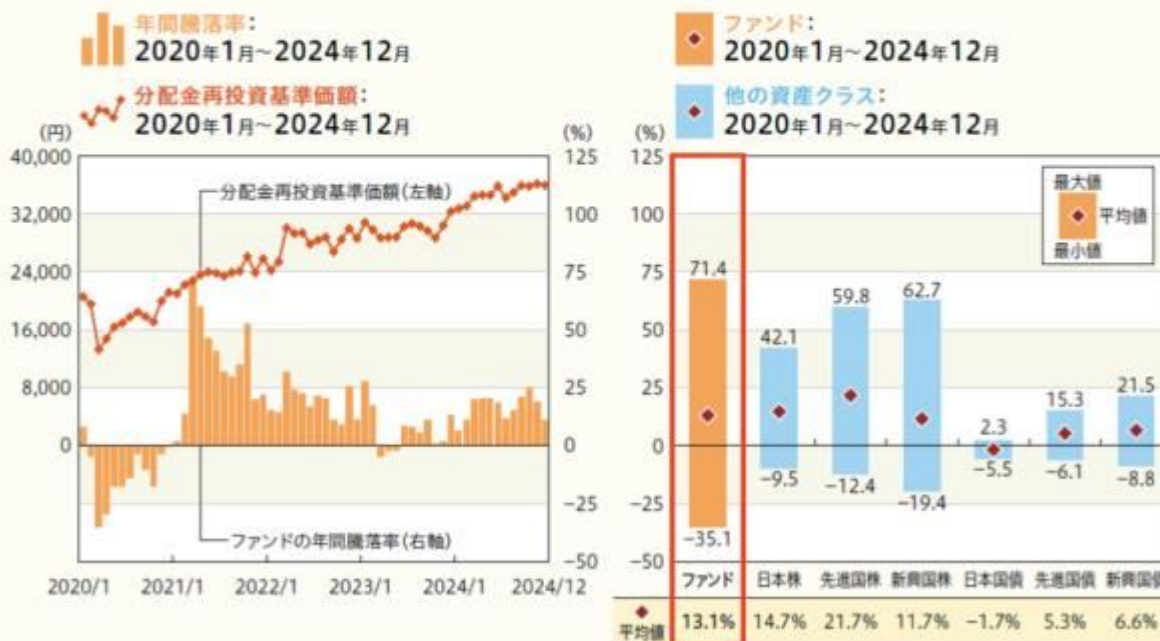 年間騰落率：
2020年1月～2024年12月
分配金再投資基準価額：
2020年1月～2024年12月
(円)
(%)
40,000
32,000
24,000
16,000
8,000
0
125
100
75
50
25
0
−25
−50
分配金再投資基準価額（左軸）
ファンドの年間騰落率（右軸）
2020/1 2021/1 2022/1 2023/1 2024/1 2024/12
ファンド：
2020年1月～2024年12月
他の資産クラス：
2020年1月～2024年12月
(%)
125
100
75
50
25
0
−25
−50
最大値
平均値
最小値
71.4 42.1 59.8 62.7 2.3 15.3 21.5
−35.1 −9.5 −12.4 −19.4 −5.5 −6.1 −8.8
ファンド 日本株 先進国株 新興国株 日本国債 先進国債 新興国債
平均値 13.1% 14.7% 21.7% 11.7% −1.7% 5.3% 6.6%